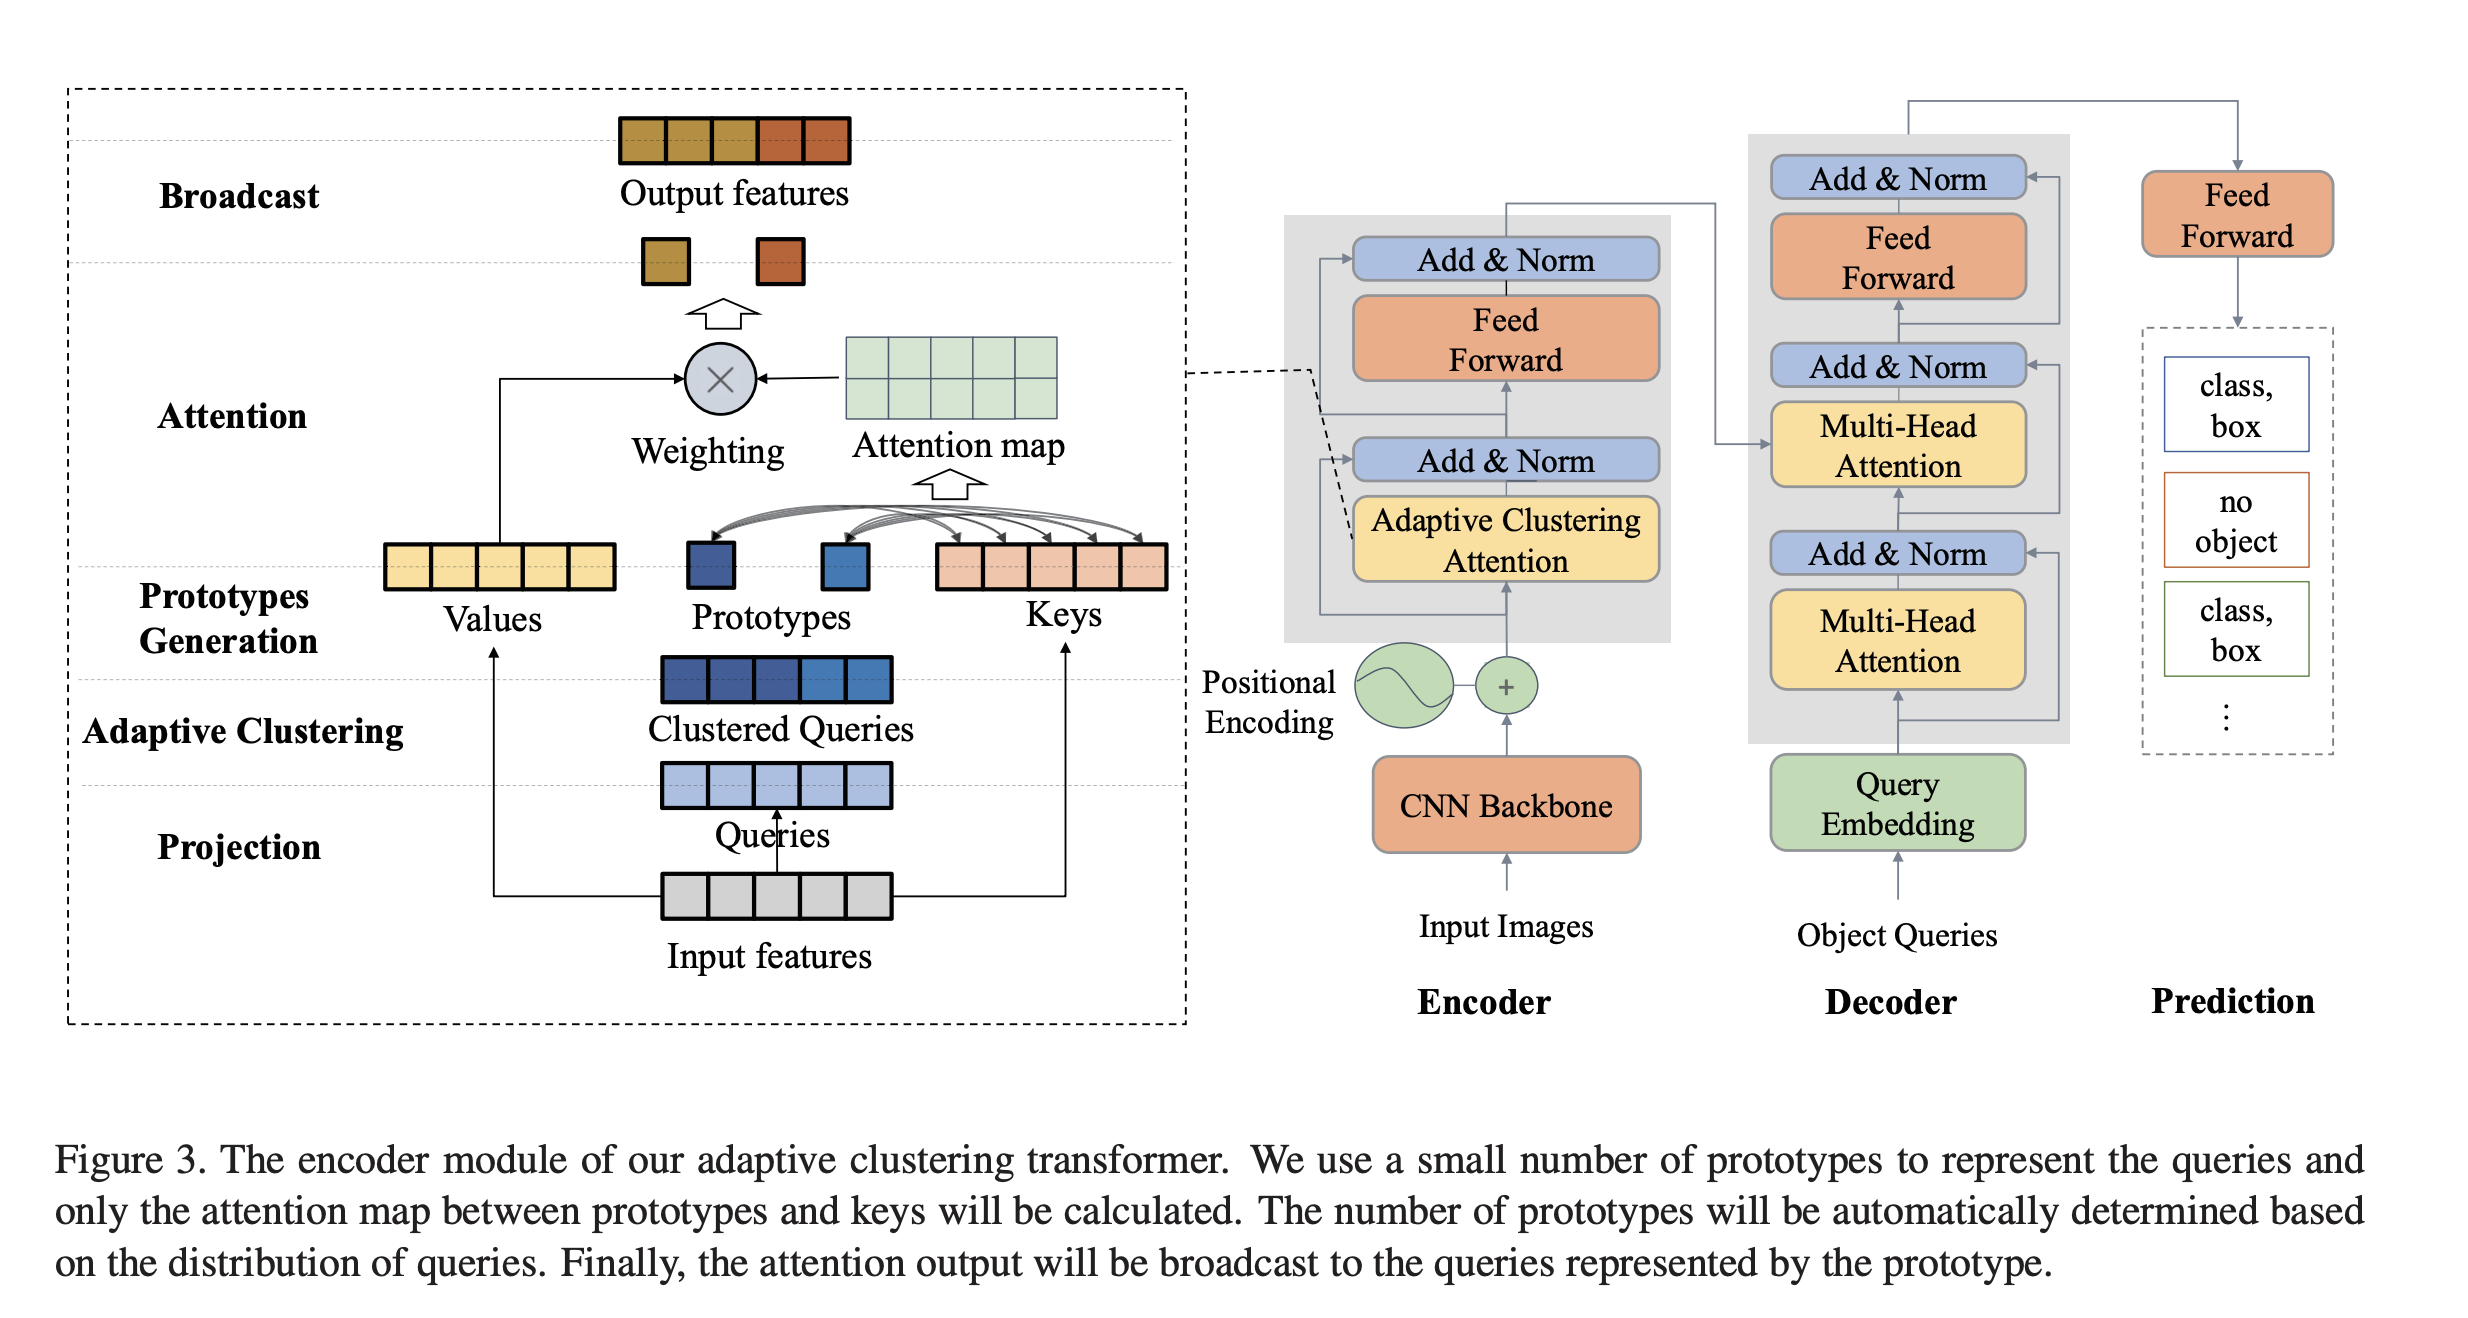 Broadcast
Output features
Attention
Weighting
Attention map
Prototypes
Generation
Values
Prototypes
Keys
Adaptive Clustering
Clustered Queries
Projection
Queries
Input features
Add & Norm
Feed
Forward
Add & Norm
Adaptive Clustering
Attention
Positional
Encoding
+
CNN Backbone
Input Images
Encoder
Add & Norm
Feed
Forward
Add & Norm
Multi-Head
Attention
Add & Norm
Multi-Head
Attention
Query
Embedding
Object Queries
Decoder
Feed
Forward
class,
box
no
object
class,
box
⋮
Prediction
Figure 3. The encoder module of our adaptive clustering transformer. We use a small number of prototypes to represent the queries and
only the attention map between prototypes and keys will be calculated. The number of prototypes will be automatically determined based
on the distribution of queries. Finally, the attention output will be broadcast to the queries represented by the prototype.